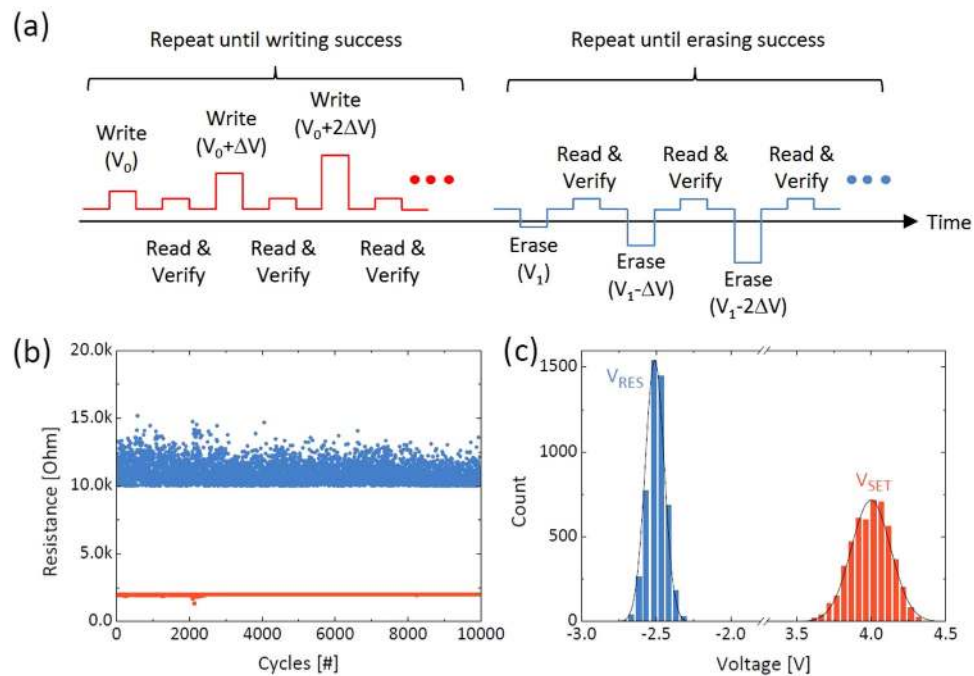 (a)
Repeat until writing success
Repeat until erasing success
Write
(V₀)
Write
(V₀+ΔV)
Write
(V₀+2ΔV)
Read &
Verify
Read &
Verify
Read &
Verify
Time
Read &
Verify
Read &
Verify
Read &
Verify
Erase
(V₁)
Erase
(V₁-ΔV)
Erase
(V₁-2ΔV)
(b)
20.0k
15.0k
10.0k
5.0k
0.0
Resistance [Ohm]
0 2000 4000 6000 8000 10000
Cycles [#]
(c)
1500
1000
500
0
Count
V_RES
V_SET
-3.0 -2.5 -2.0 3.5 4.0 4.5
Voltage [V]